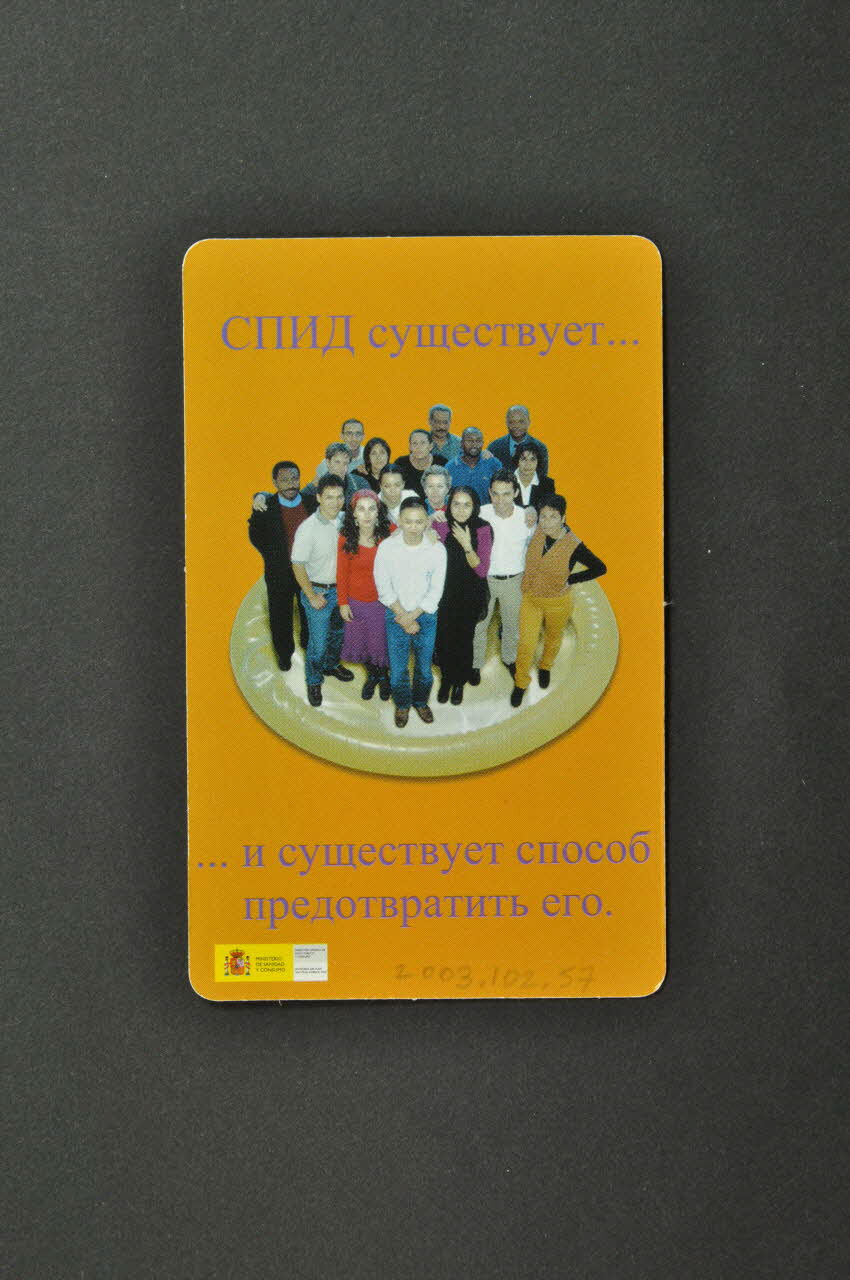 СПИД существует...
... и существует способ
предотвратить его.
MINISTERIO
DE SANIDAD
Y CONSUMO
2003.102.57